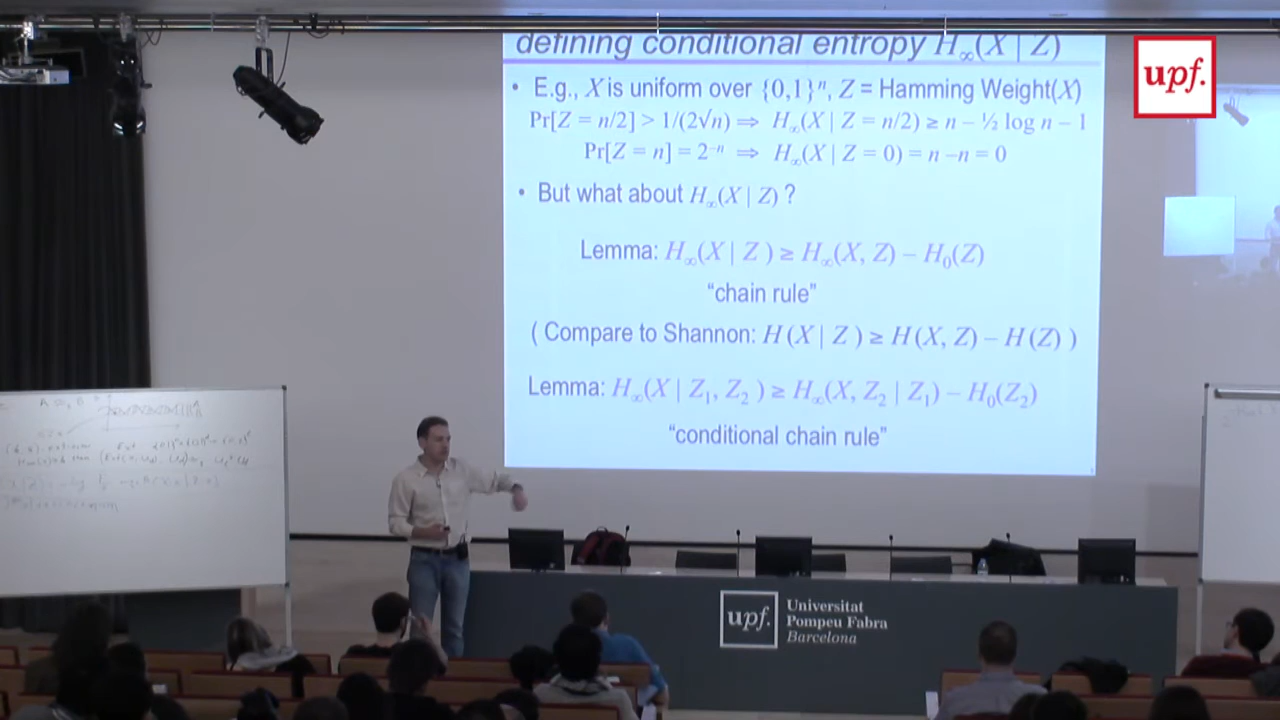 defining conditional entropy H∞(X | Z)
• E.g., X is uniform over {0,1}ⁿ, Z = Hamming Weight(X)
Pr[Z = n/2] > 1/(2√n) ⇒ H∞(X | Z = n/2) ≥ n – ½ log n – 1
Pr[Z = n] = 2⁻ⁿ ⇒ H∞(X | Z = 0) = n –n = 0
• But what about H∞(X | Z) ?
Lemma: H∞(X | Z ) ≥ H∞(X, Z) – H₀(Z)
“chain rule”
( Compare to Shannon: H (X | Z ) ≥ H(X, Z) – H(Z) )
Lemma: H∞(X | Z₁, Z₂ ) ≥ H∞(X, Z₂ | Z₁) – H₀(Z₂)
“conditional chain rule”
upf.
upf.
Universitat
Pompeu Fabra
Barcelona